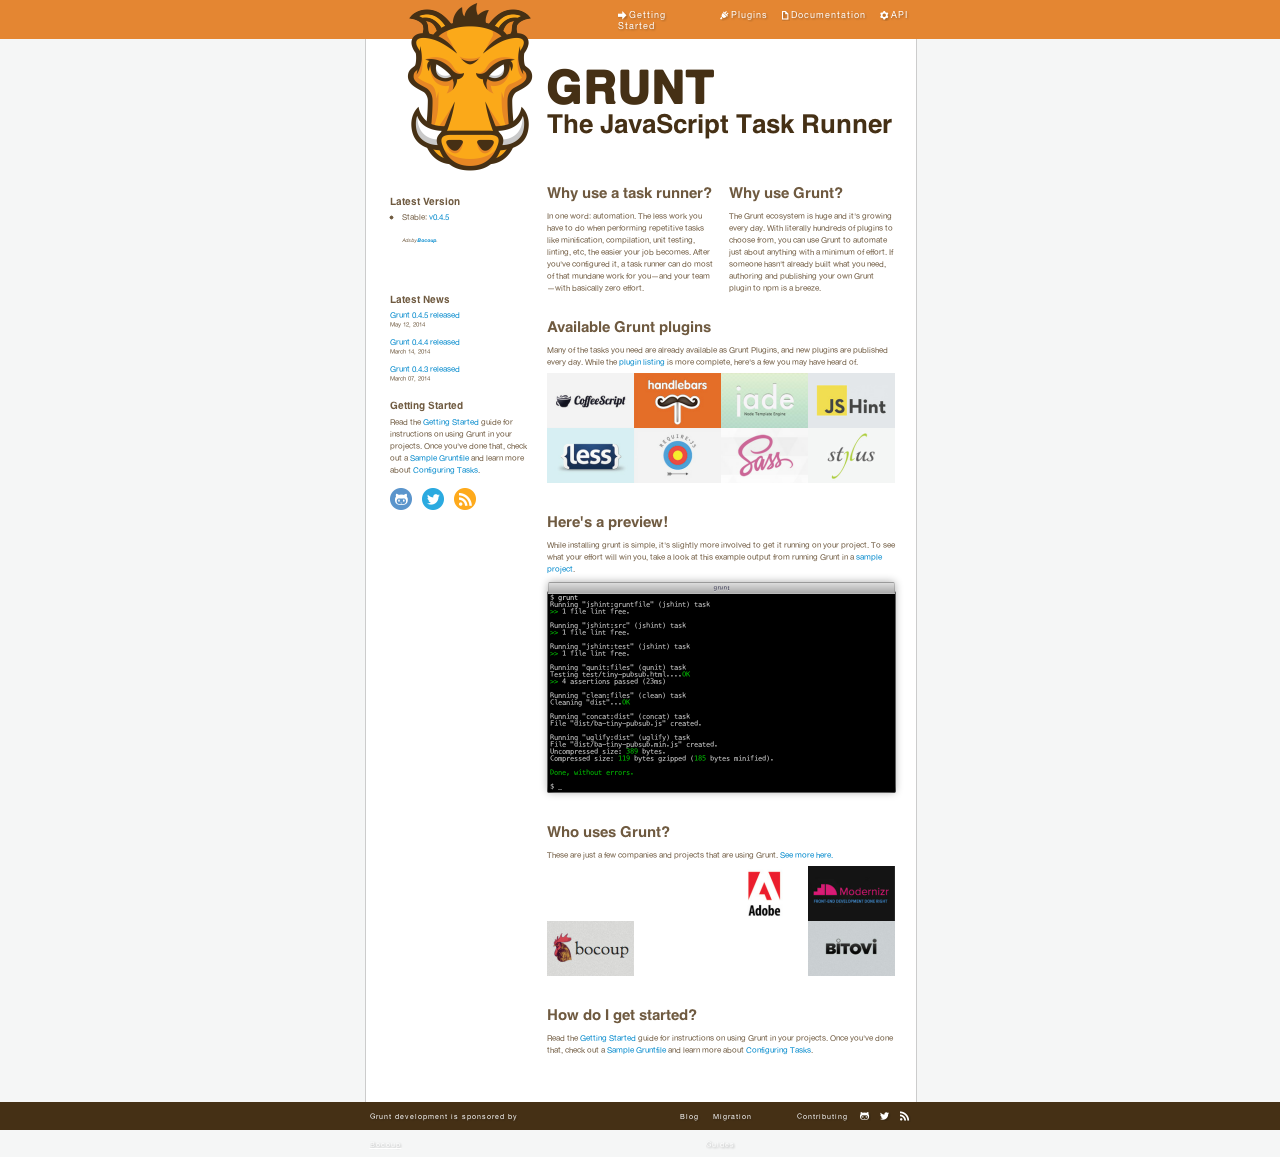 Getting Started
Plugins
Documentation
API
GRUNT
The JavaScript Task Runner
Latest Version
Stable: v0.4.5
Ads by Bocoup.
Latest News
Grunt 0.4.5 released
May 12, 2014
Grunt 0.4.4 released
March 14, 2014
Grunt 0.4.3 released
March 07, 2014
Getting Started
Read the Getting Started guide for
instructions on using Grunt in your
projects. Once you've done that, check
out a Sample Gruntfile and learn more
about Configuring Tasks.
Why use a task runner?
In one word: automation. The less work you
have to do when performing repetitive tasks
like minification, compilation, unit testing,
linting, etc, the easier your job becomes. After
you've configured it, a task runner can do most
of that mundane work for you—and your team
—with basically zero effort.
Why use Grunt?
The Grunt ecosystem is huge and it's growing
every day. With literally hundreds of plugins to
choose from, you can use Grunt to automate
just about anything with a minimum of effort. If
someone hasn't already built what you need,
authoring and publishing your own Grunt
plugin to npm is a breeze.
Available Grunt plugins
Many of the tasks you need are already available as Grunt Plugins, and new plugins are published
every day. While the plugin listing is more complete, here's a few you may have heard of.
CoffeeScript
handlebars
jade
Node Template Engine
JS Hint
{less}
REQUIRE·JS
Sass
stylus
Here's a preview!
While installing grunt is simple, it's slightly more involved to get it running on your project. To see
what your effort will win you, take a look at this example output from running Grunt in a sample
project.
grunt
$ grunt
Running "jshint:gruntfile" (jshint) task
>> 1 file lint free.
Running "jshint:src" (jshint) task
>> 1 file lint free.
Running "jshint:test" (jshint) task
>> 1 file lint free.
Running "qunit:files" (qunit) task
Testing test/tiny-pubsub.html....OK
>> 4 assertions passed (23ms)
Running "clean:files" (clean) task
Cleaning "dist"...OK
Running "concat:dist" (concat) task
File "dist/ba-tiny-pubsub.js" created.
Running "uglify:dist" (uglify) task
File "dist/ba-tiny-pubsub.min.js" created.
Uncompressed size: 389 bytes.
Compressed size: 119 bytes gzipped (185 bytes minified).
Done, without errors.
$ _
Who uses Grunt?
These are just a few companies and projects that are using Grunt. See more here.
Adobe
Modernizr
FRONT-END DEVELOPMENT DONE RIGHT
bocoup
BiTOVi
How do I get started?
Read the Getting Started guide for instructions on using Grunt in your projects. Once you've done
that, check out a Sample Gruntfile and learn more about Configuring Tasks.
Grunt development is sponsored by
Blog
Migration
Contributing
Bocoup
Guides